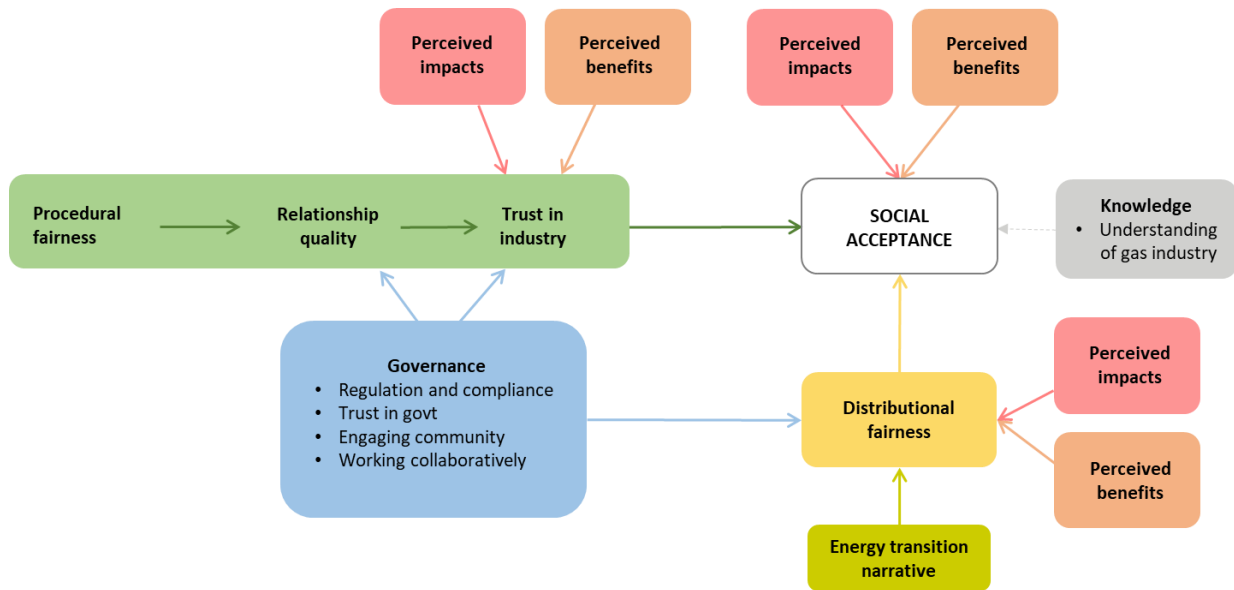 Perceived
impacts
Perceived
benefits
Perceived
impacts
Perceived
benefits
Procedural
fairness
Relationship
quality
Trust in
industry
SOCIAL
ACCEPTANCE
Knowledge
• Understanding
of gas industry
Governance
• Regulation and compliance
• Trust in govt
• Engaging community
• Working collaboratively
Distributional
fairness
Perceived
impacts
Perceived
benefits
Energy transition
narrative